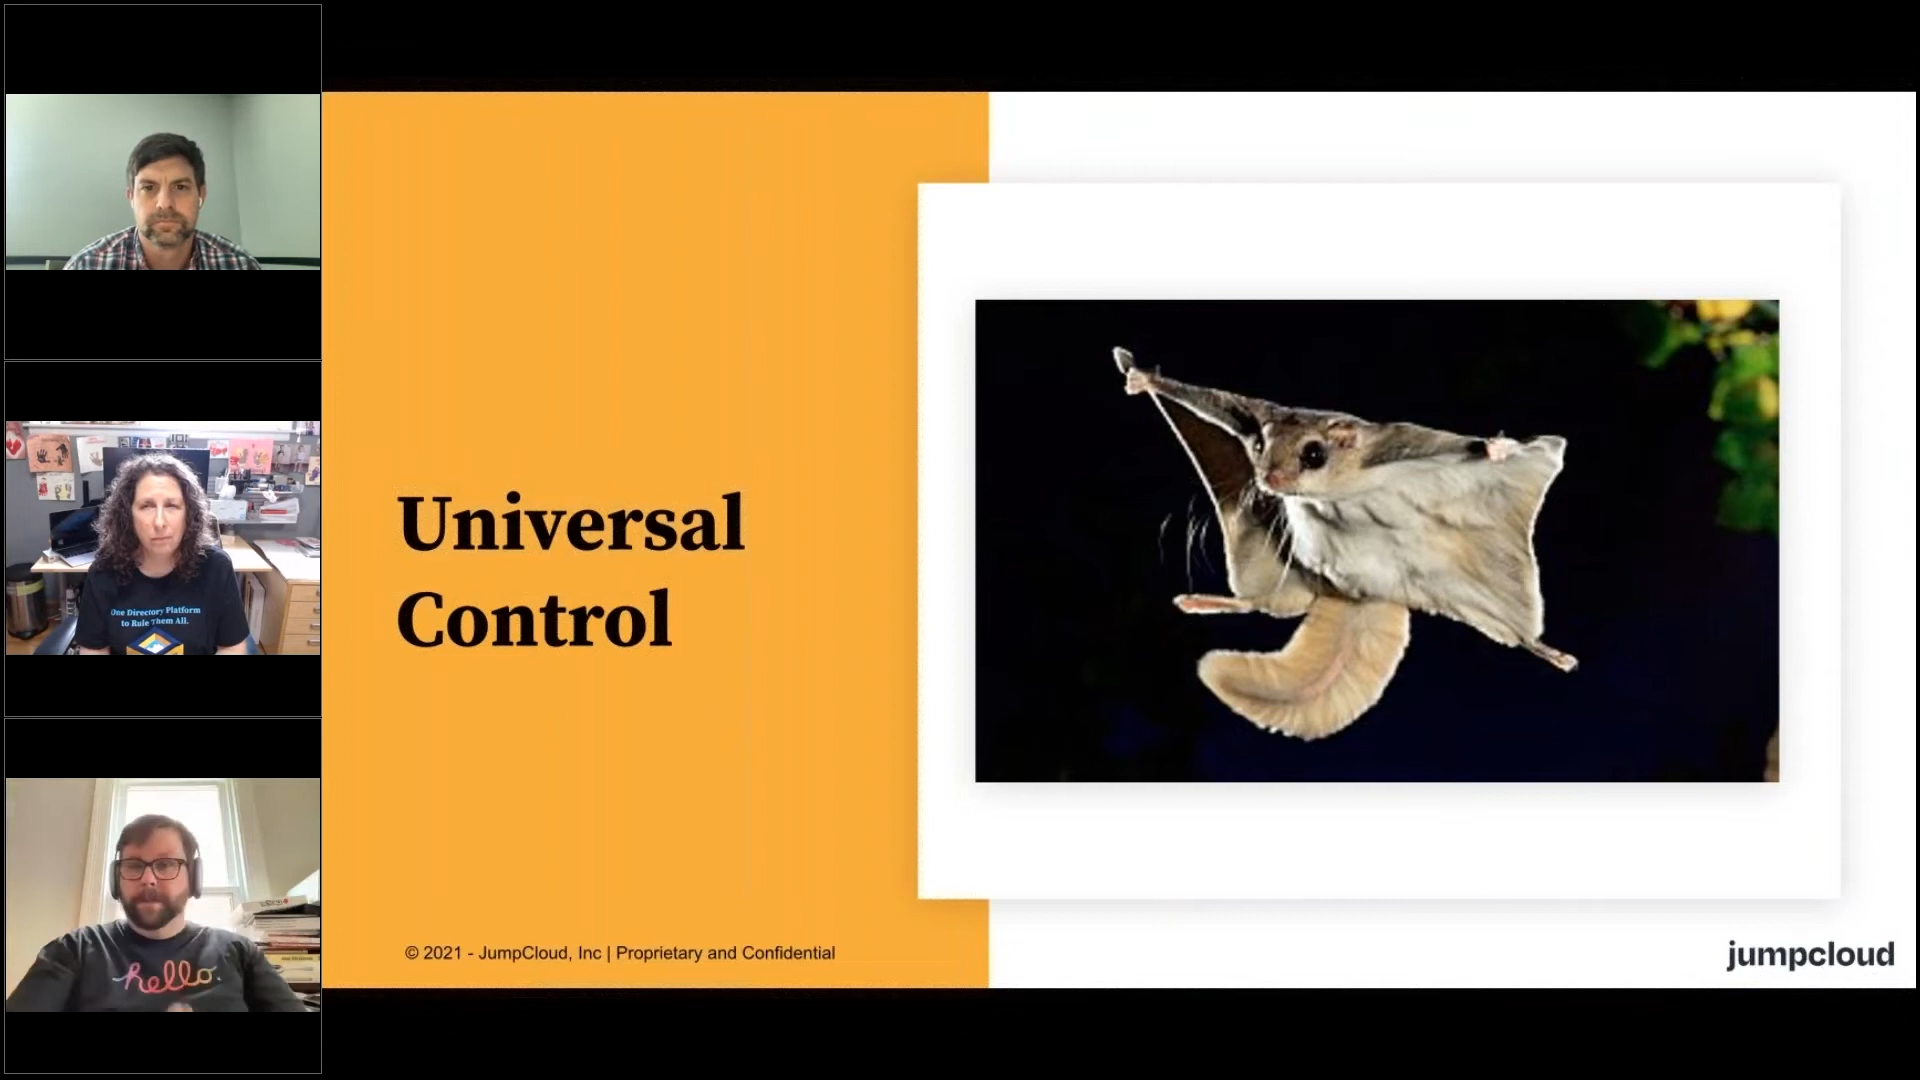 One Directory Platform
to Rule Them All.
hello.
Universal
Control
© 2021 - JumpCloud, Inc | Proprietary and Confidential
jumpcloud